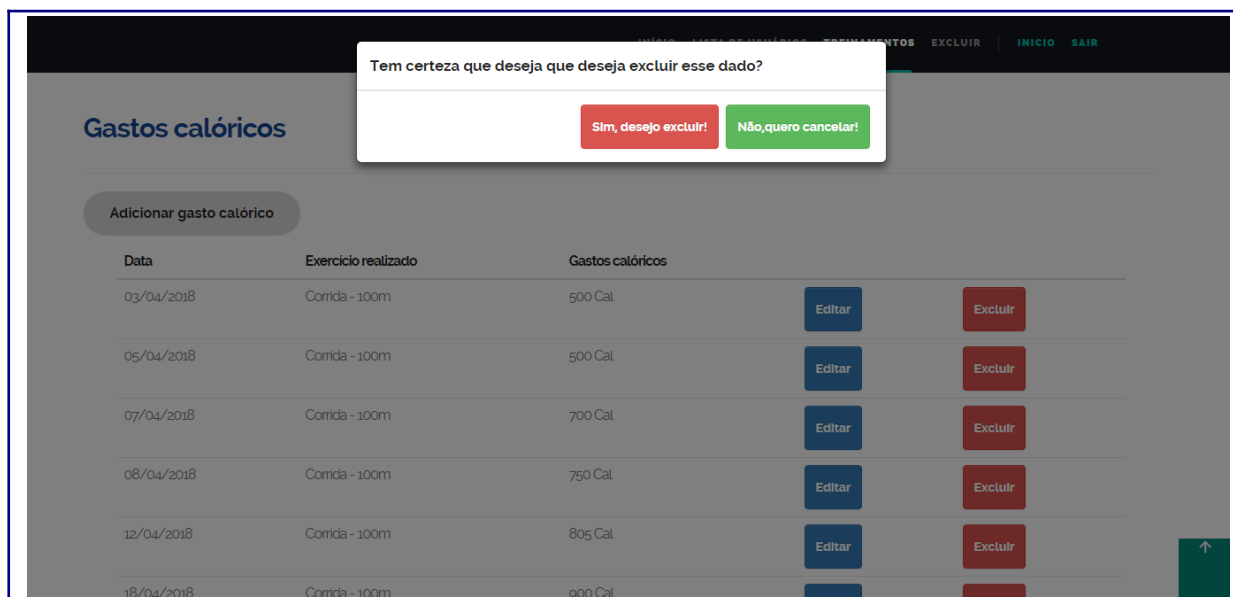 INÍCIO LISTA DE USUÁRIOS TREINAMENTOS EXCLUIR INICIO SAIR
Tem certeza que deseja que deseja excluir esse dado?
Sim, desejo excluir! Não,quero cancelar!
Gastos calóricos
Adicionar gasto calórico
Data Exercício realizado Gastos calóricos
03/04/2018 Corrida - 100m 500 Cal Editar Excluir
05/04/2018 Corrida - 100m 500 Cal Editar Excluir
07/04/2018 Corrida - 100m 700 Cal Editar Excluir
08/04/2018 Corrida - 100m 750 Cal Editar Excluir
12/04/2018 Corrida - 100m 805 Cal Editar Excluir
18/04/2018 Corrida - 100m 900 Cal